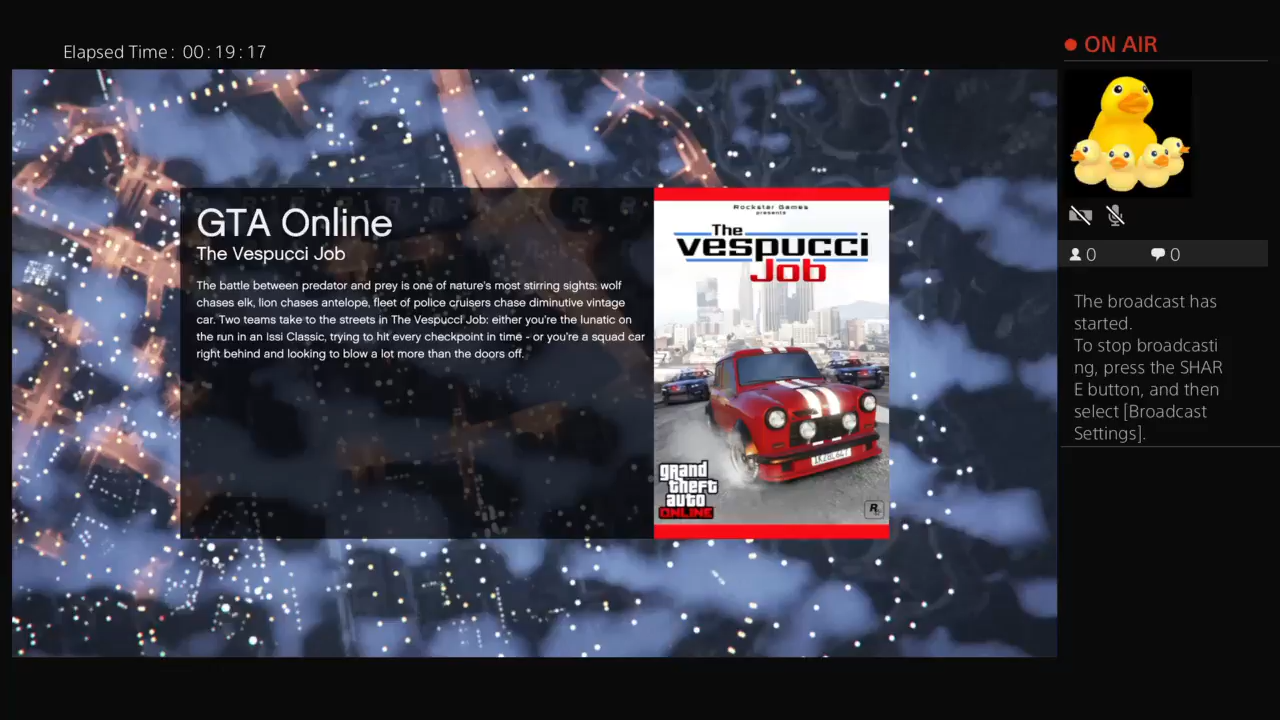 Elapsed Time: 00:19:17
ON AIR
GTA Online
The Vespucci Job
The battle between predator and prey is one of nature's most stirring sights: wolf
chases elk, lion chases antelope, fleet of police cruisers chase diminutive vintage
car. Two teams take to the streets in The Vespucci Job: either you're the lunatic on
the run in an Issi Classic, trying to hit every checkpoint in time - or you're a squad car
right behind and looking to blow a lot more than the doors off.
Rockstar Games
presents
The
vespucci
Job
grand
theft
auto
ONLINE
R
0
0
The broadcast has
started.
To stop broadcasti
ng, press the SHAR
E button, and then
select [Broadcast
Settings].